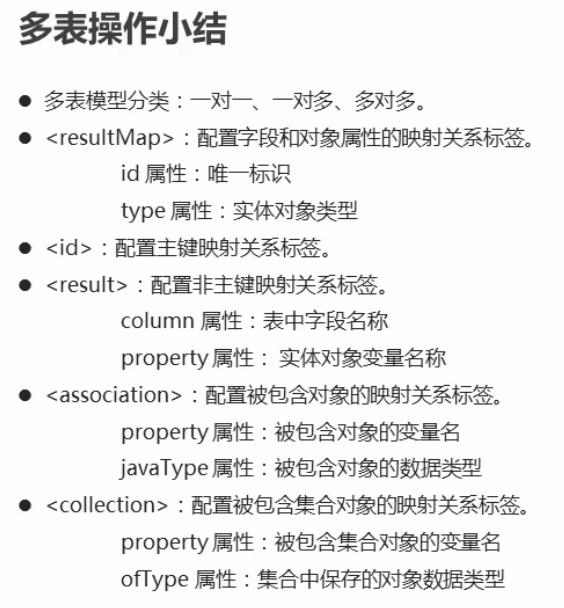 多表操作小结
● 多表模型分类：一对一、一对多、多对多。
● <resultMap>：配置字段和对象属性的映射关系标签。
id 属性：唯一标识
type 属性：实体对象类型
● <id>：配置主键映射关系标签。
● <result>：配置非主键映射关系标签。
column 属性：表中字段名称
property 属性： 实体对象变量名称
● <association>：配置被包含对象的映射关系标签。
property 属性：被包含对象的变量名
javaType 属性：被包含对象的数据类型
● <collection>：配置被包含集合对象的映射关系标签。
property 属性：被包含集合对象的变量名
ofType 属性：集合中保存的对象数据类型